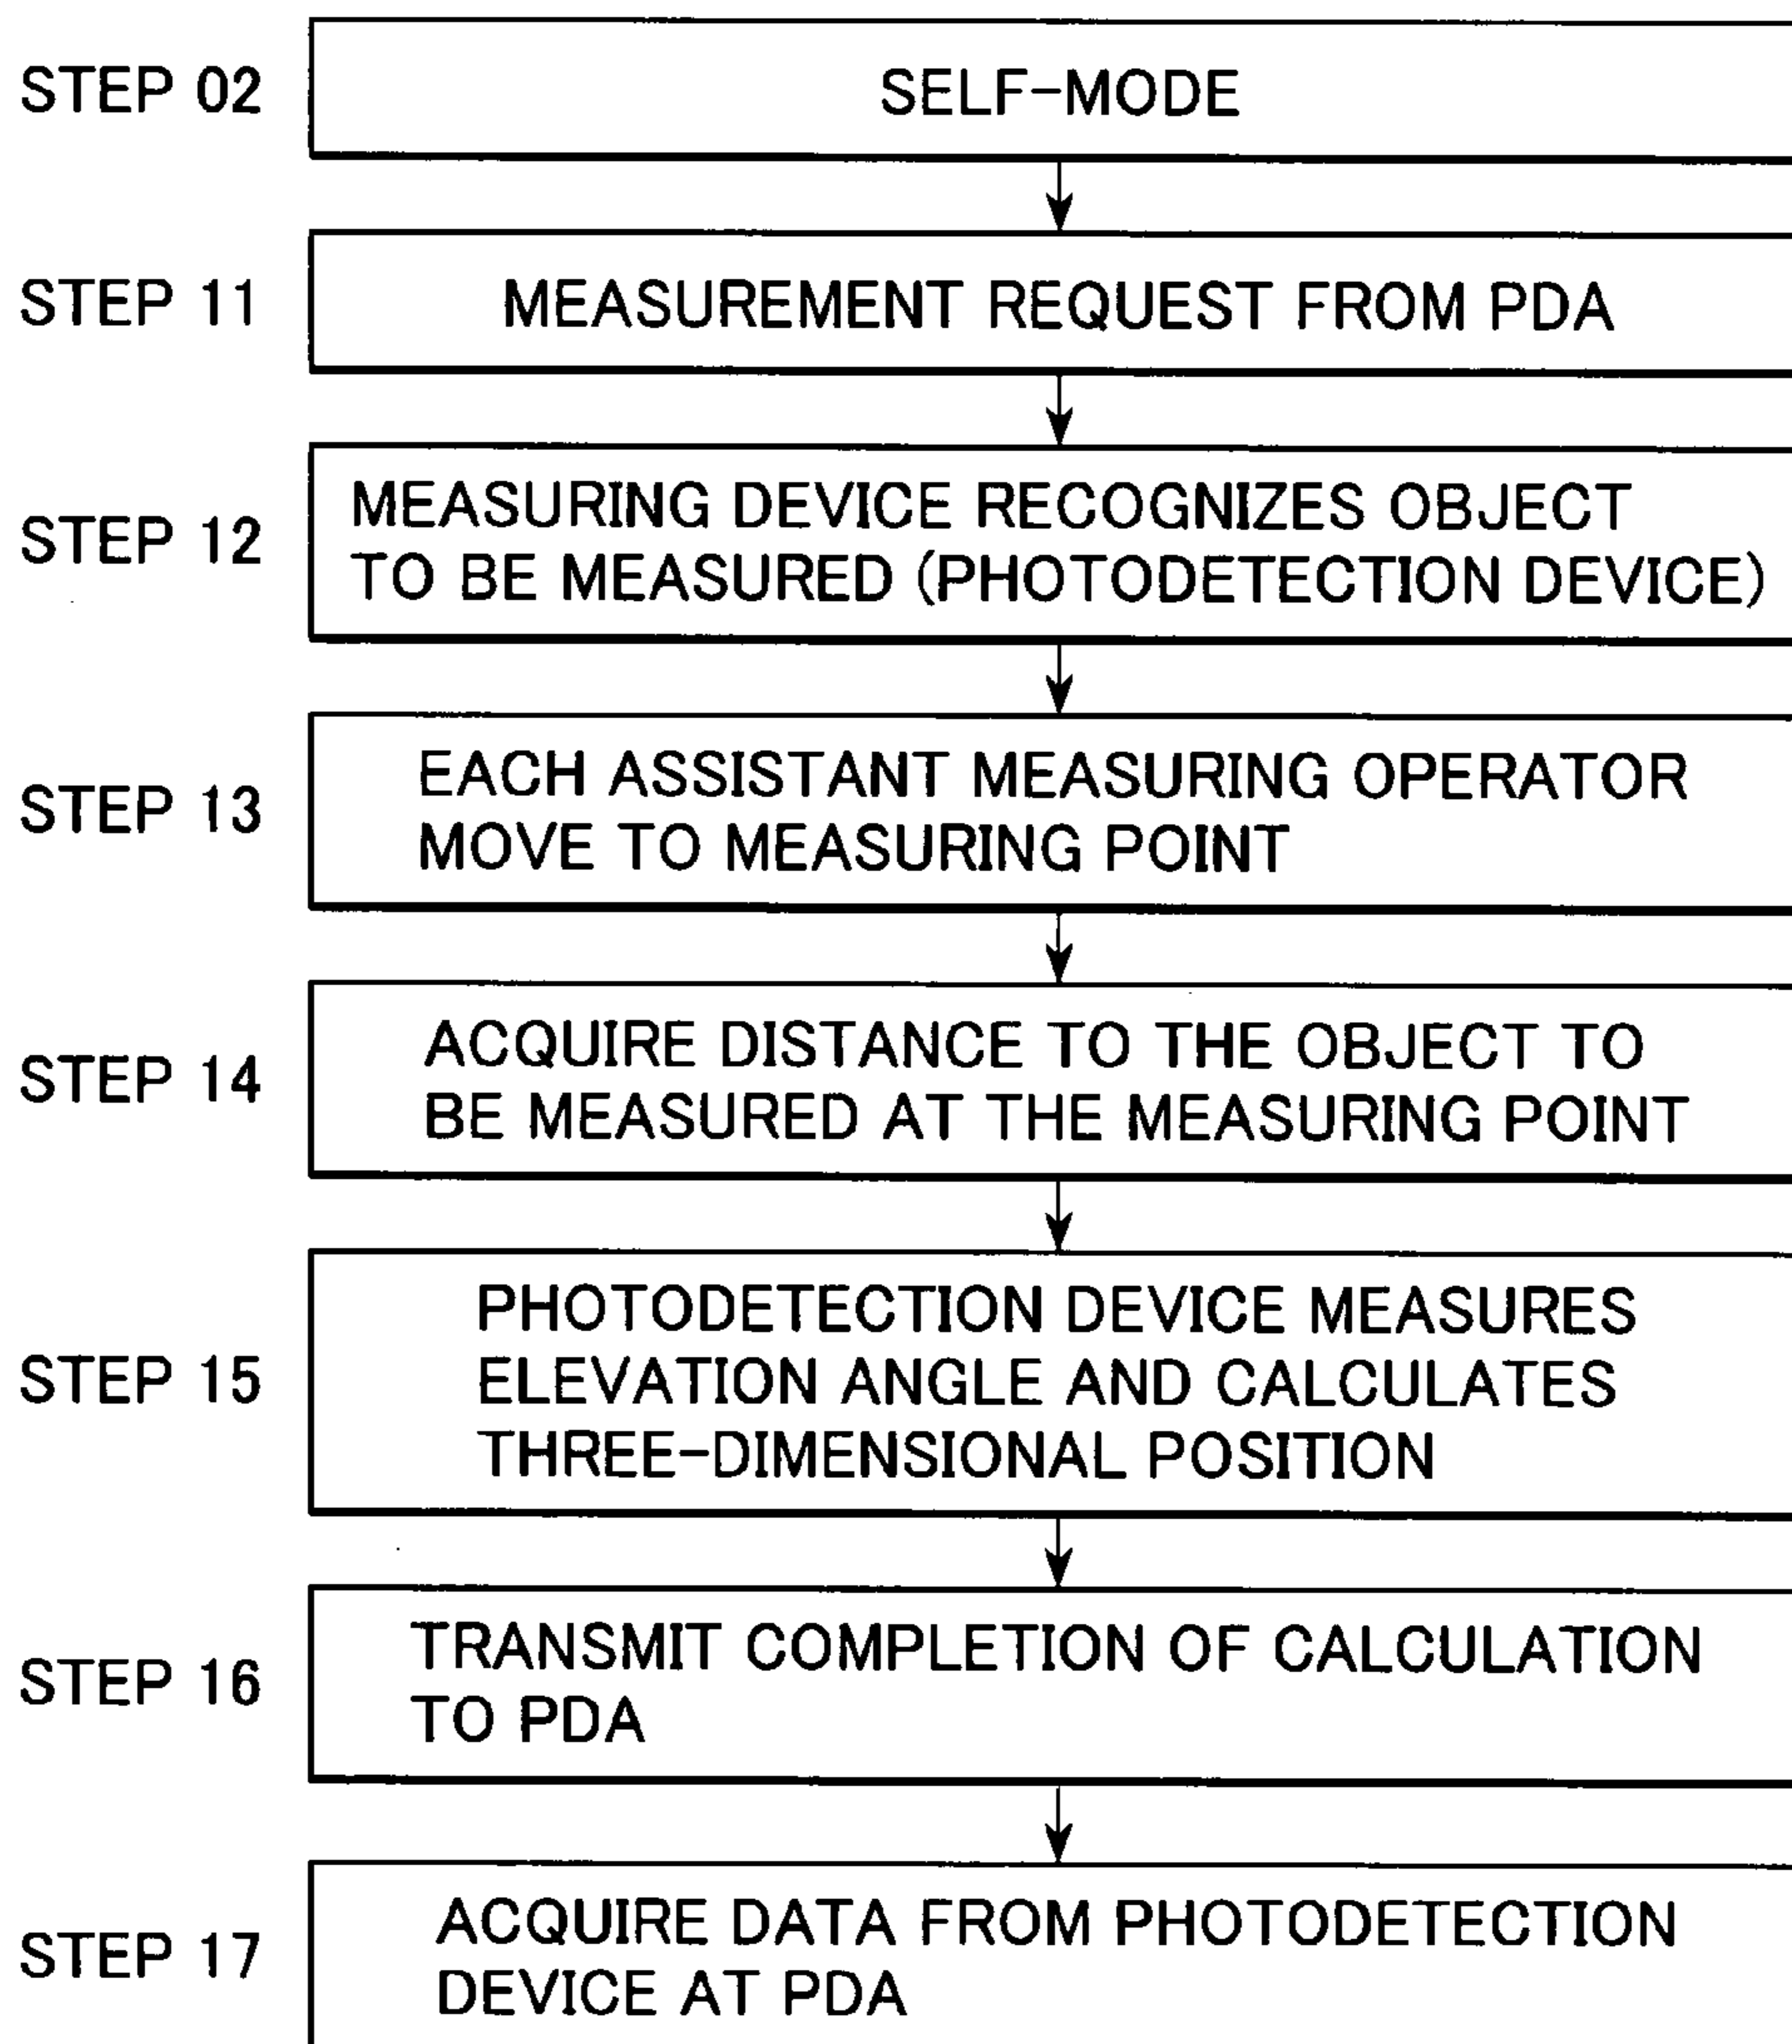 STEP 02
SELF-MODE
STEP 11
MEASUREMENT REQUEST FROM PDA
STEP 12
MEASURING DEVICE RECOGNIZES OBJECT
TO BE MEASURED (PHOTODETECTION DEVICE)
STEP 13
EACH ASSISTANT MEASURING OPERATOR
MOVE TO MEASURING POINT
STEP 14
ACQUIRE DISTANCE TO THE OBJECT TO
BE MEASURED AT THE MEASURING POINT
STEP 15
PHOTODETECTION DEVICE MEASURES
ELEVATION ANGLE AND CALCULATES
THREE-DIMENSIONAL POSITION
STEP 16
TRANSMIT COMPLETION OF CALCULATION
TO PDA
STEP 17
ACQUIRE DATA FROM PHOTODETECTION
DEVICE AT PDA